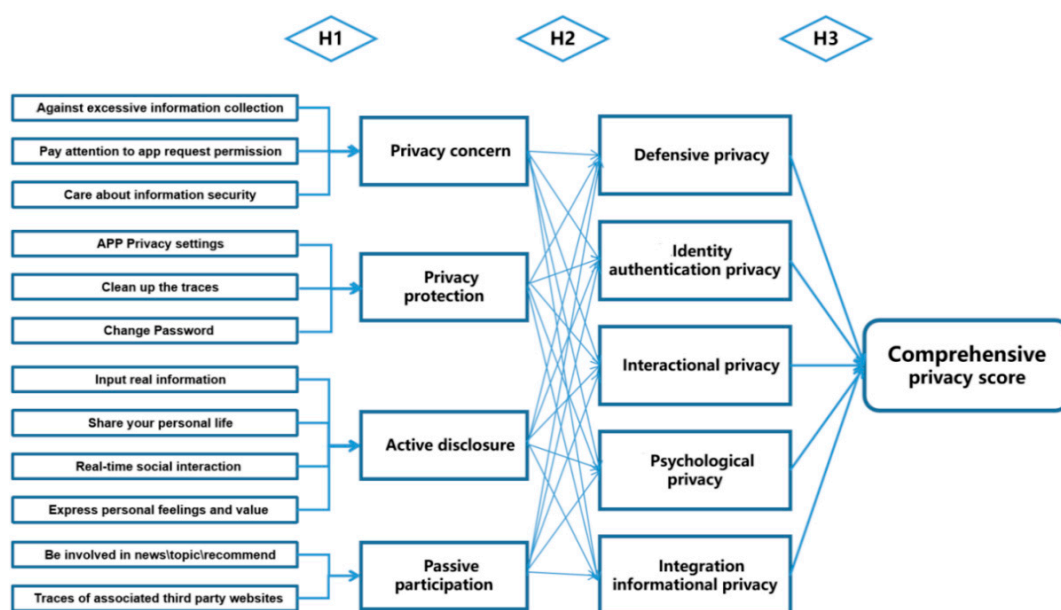 H1
H2
H3
Against excessive information collection
Pay attention to app request permission
Care about information security
APP Privacy settings
Clean up the traces
Change Password
Input real information
Share your personal life
Real-time social interaction
Express personal feelings and value
Be involved in news\topic\recommend
Traces of associated third party websites
Privacy concern
Privacy
protection
Active disclosure
Passive
participation
Defensive privacy
Identity
authentication privacy
Interactional privacy
Psychological
privacy
Integration
informational privacy
Comprehensive
privacy score